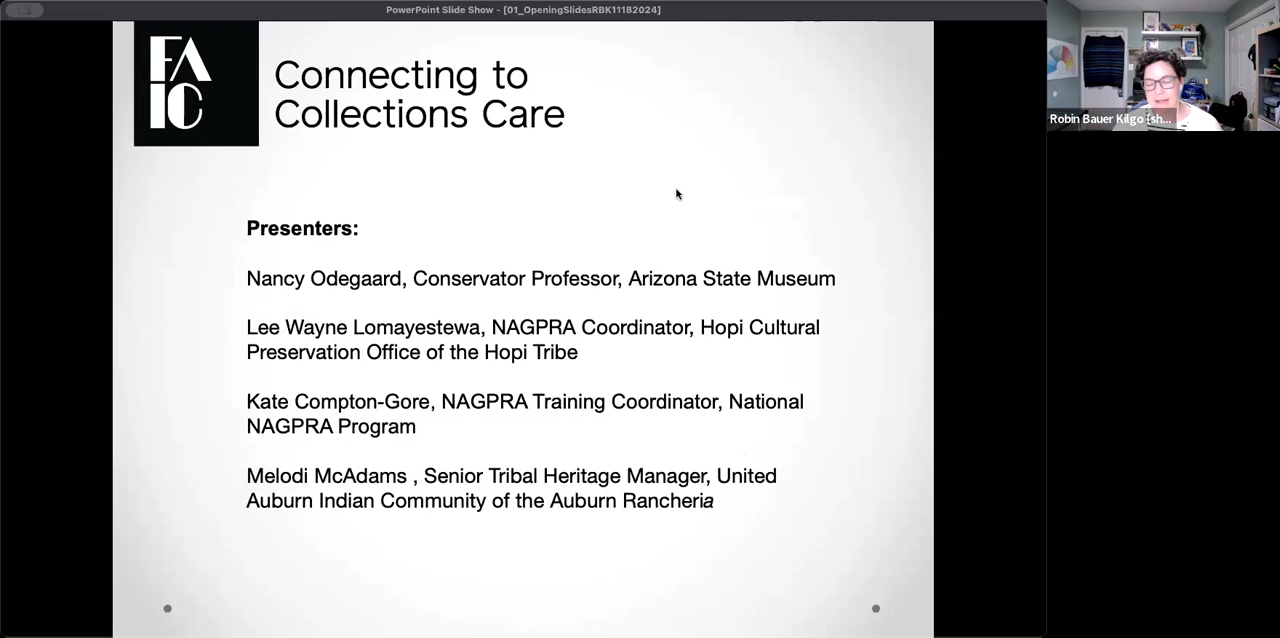 PowerPoint Slide Show - [01_OpeningSlidesRBK11182024]
FA
IC
Connecting to
Collections Care
Presenters:
Nancy Odegaard, Conservator Professor, Arizona State Museum
Lee Wayne Lomayestewa, NAGPRA Coordinator, Hopi Cultural
Preservation Office of the Hopi Tribe
Kate Compton-Gore, NAGPRA Training Coordinator, National
NAGPRA Program
Melodi McAdams , Senior Tribal Heritage Manager, United
Auburn Indian Community of the Auburn Rancheria
Robin Bauer Kilgo (sh...